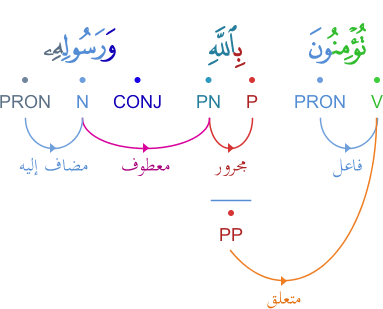 تُؤْمِنُونَ بِٱللَّهِ وَرَسُولِهِۦ
V PRON P PN CONJ N PRON
فاعل مجرور معطوف مضاف إليه
PP
متعلق